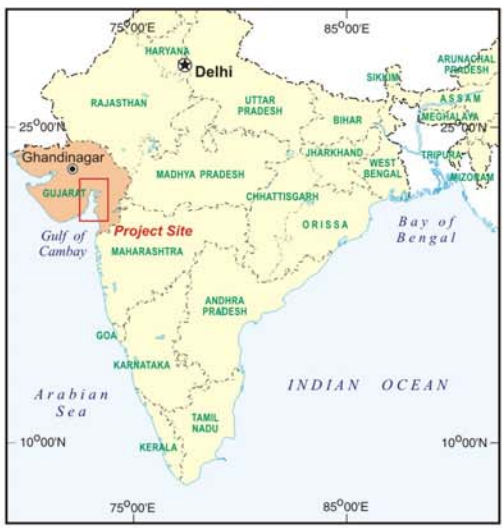 75°00'E
85°00'E
HARYANA
Delhi
ARUNACHAL
PRADESH
SIKKIM
RAJASTHAN
UTTAR
PRADESH
ASSAM
BIHAR
MEGHALAYA
25°00'N
25°00'N
Ghandinagar
JHARKHAND
TRIPURA
WEST
BENGAL
MADHYA PRADESH
MIZORAM
GUJARAT
CHHATISGARH
ORISSA
Bay of
Bengal
Gulf of
Cambay
Project Site
MAHARASHTRA
ANDHRA
PRADESH
GOA
KARNATAKA
Arabian
Sea
INDIAN OCEAN
TAMIL
NADU
10°00'N
10°00'N
KERALA
75°00'E
85°00'E